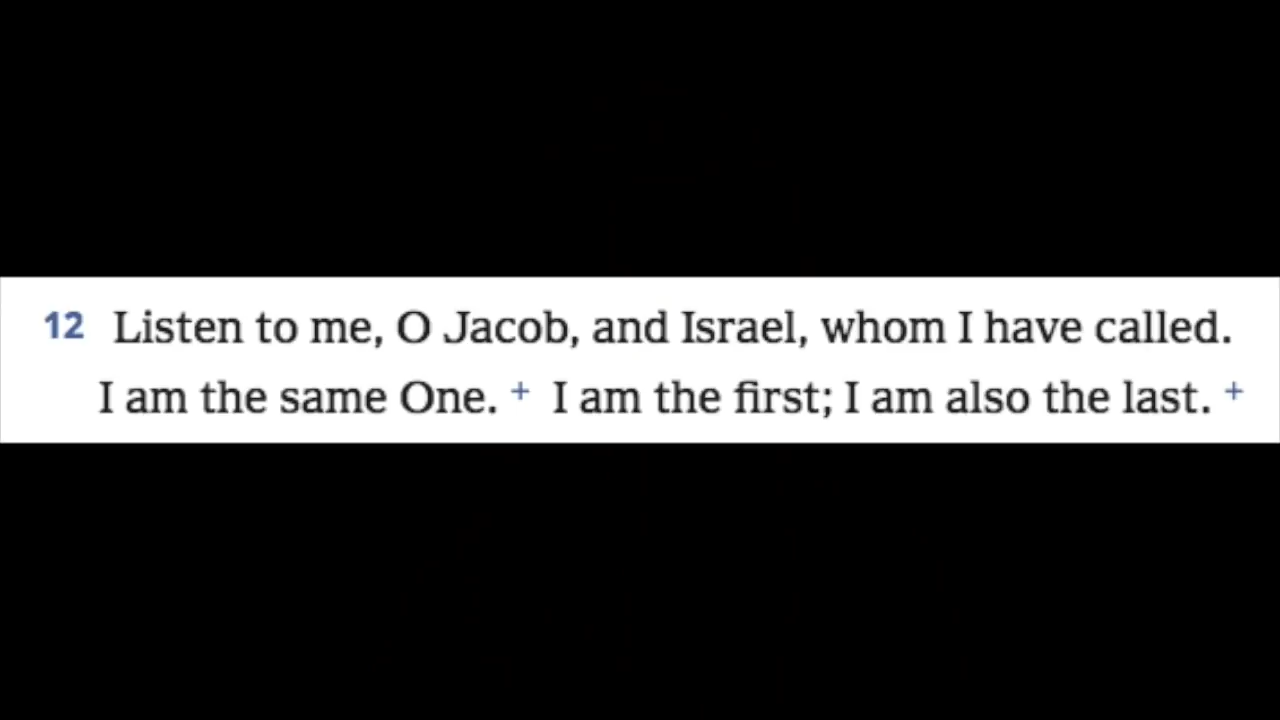 12 Listen to me, O Jacob, and Israel, whom I have called.
I am the same One. + I am the first; I am also the last. +